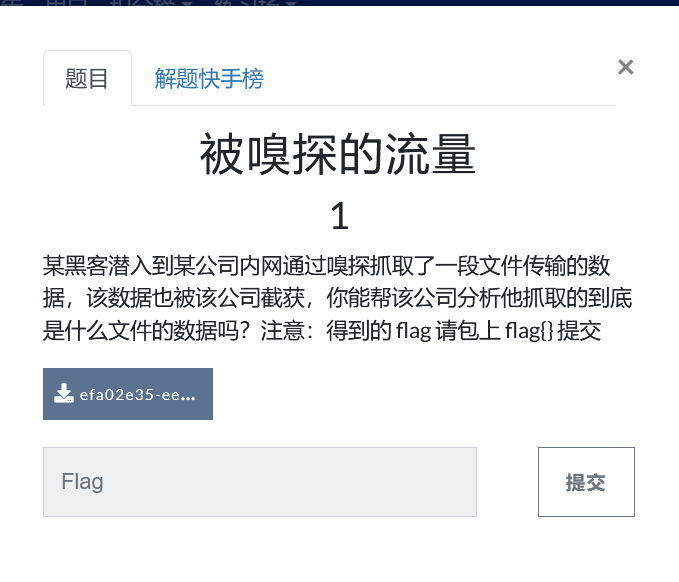 题目
解题快手榜
×
被嗅探的流量
1
某黑客潜入到某公司内网通过嗅探抓取了一段文件传输的数
据，该数据也被该公司截获，你能帮该公司分析他抓取的到底
是什么文件的数据吗？注意：得到的 flag 请包上 flag{} 提交
efa02e35-ee...
Flag
提交